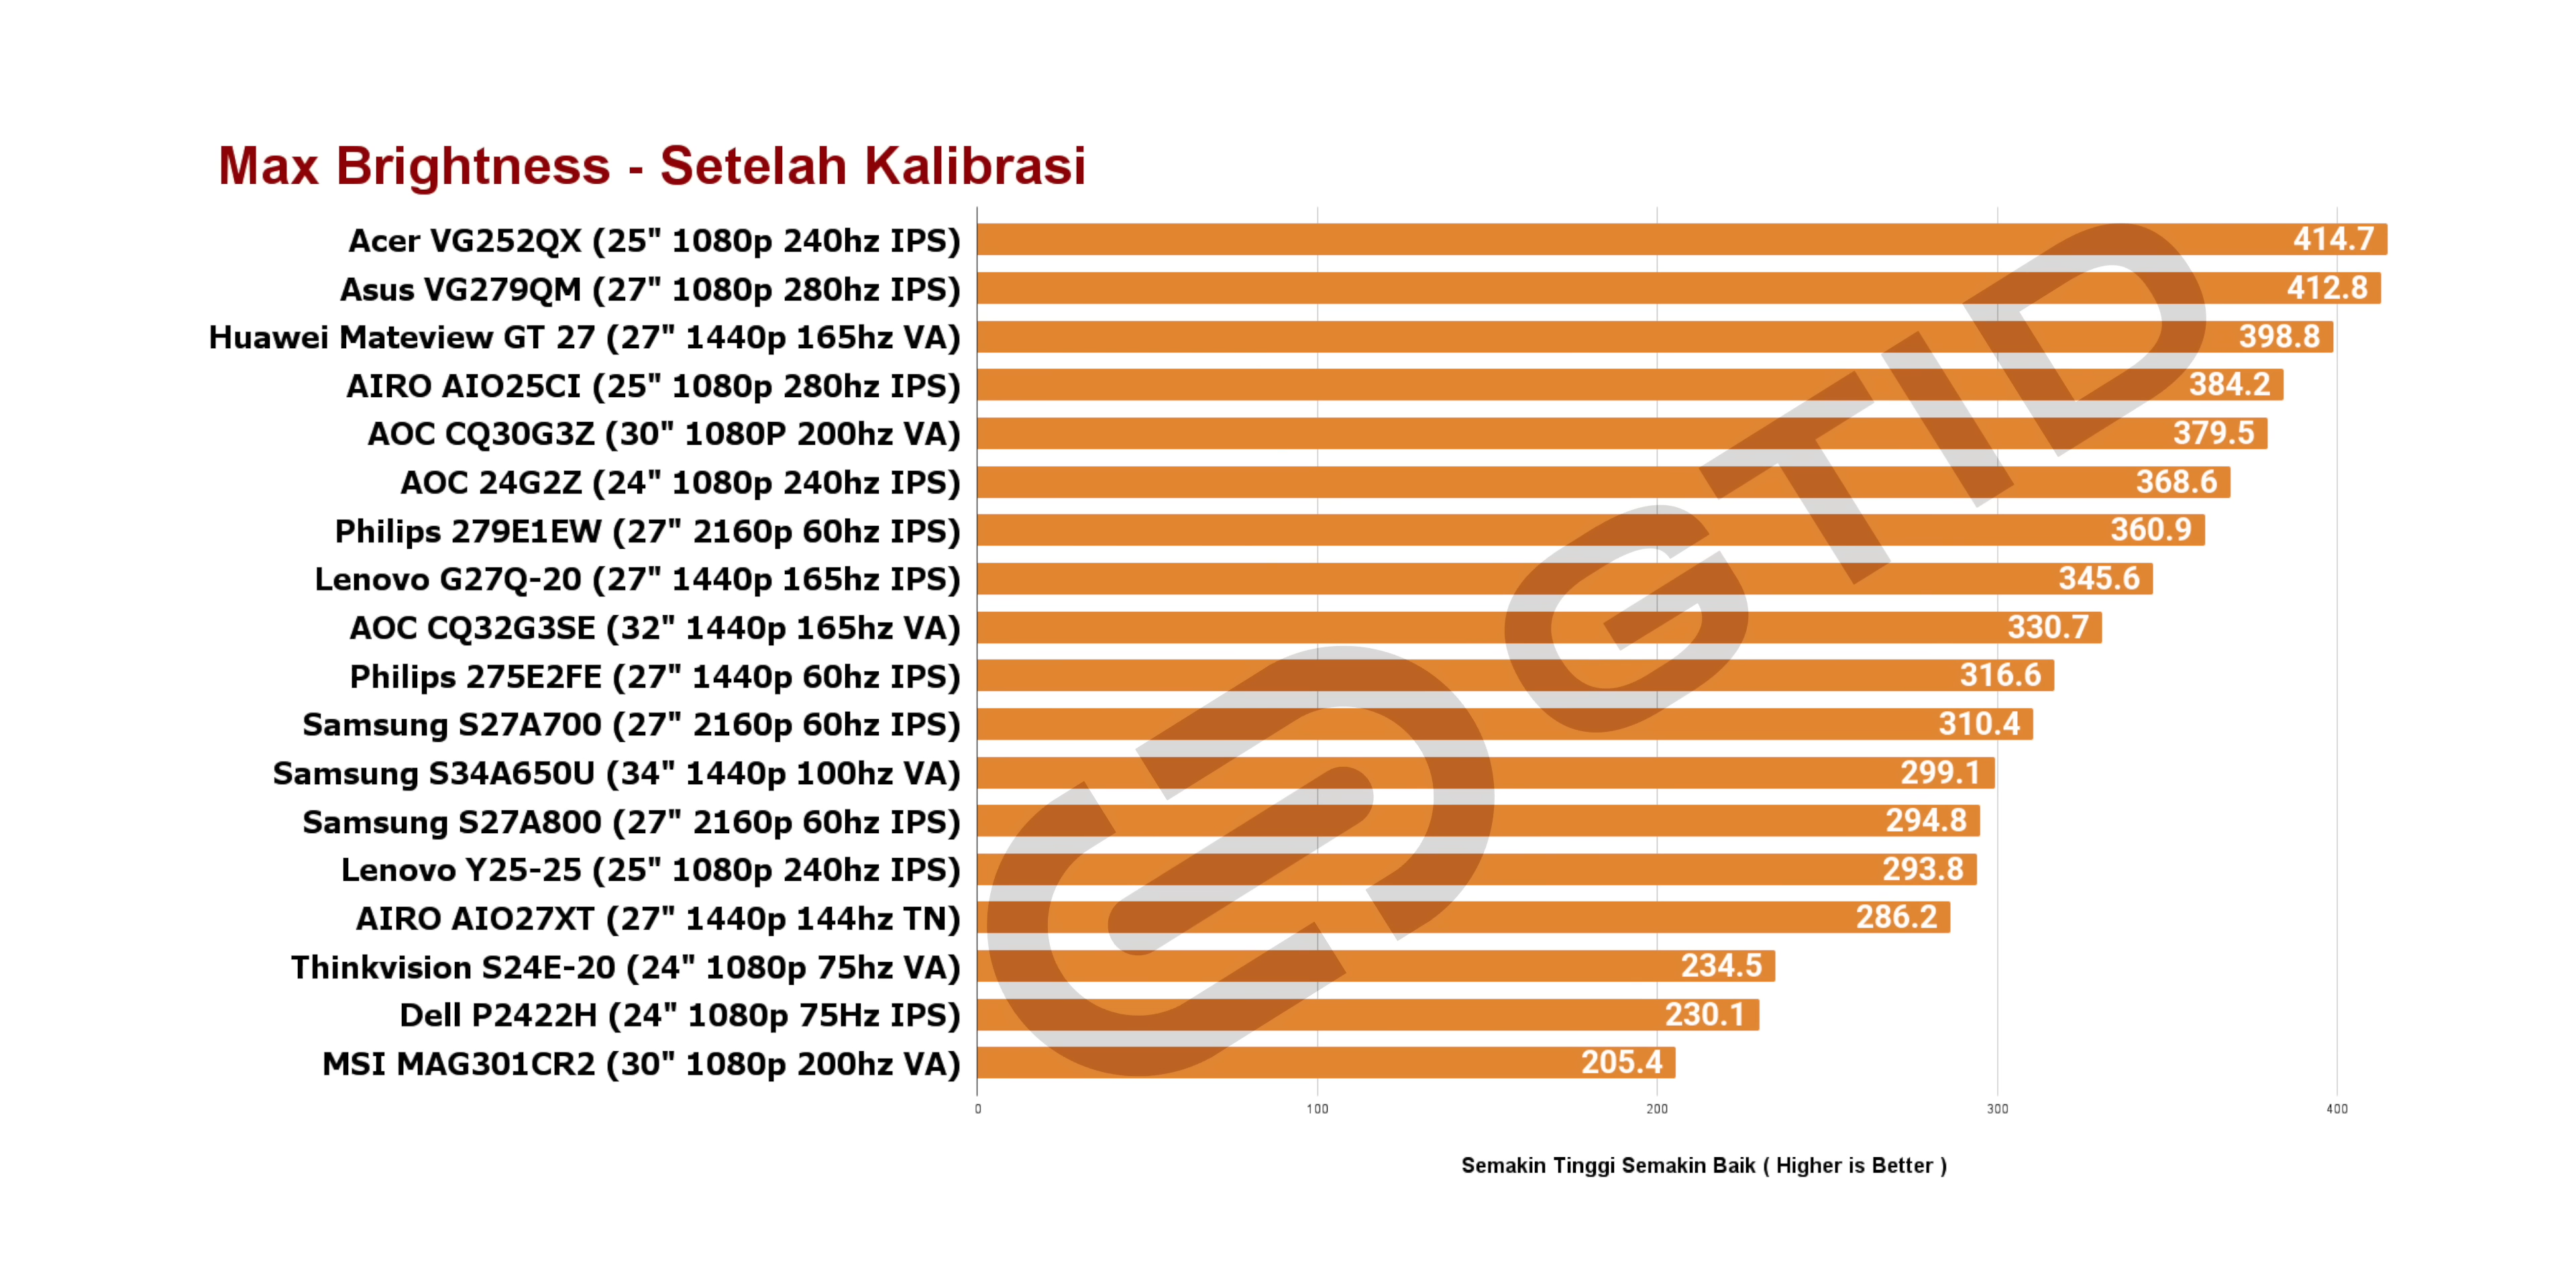 Max Brightness - Setelah Kalibrasi
Acer VG252QX (25" 1080p 240hz IPS) 414.7
Asus VG279QM (27" 1080p 280hz IPS) 412.8
Huawei Mateview GT 27 (27" 1440p 165hz VA) 398.8
AIRO AIO25CI (25" 1080p 280hz IPS) 384.2
AOC CQ30G3Z (30" 1080P 200hz VA) 379.5
AOC 24G2Z (24" 1080p 240hz IPS) 368.6
Philips 279E1EW (27" 2160p 60hz IPS) 360.9
Lenovo G27Q-20 (27" 1440p 165hz IPS) 345.6
AOC CQ32G3SE (32" 1440p 165hz VA) 330.7
Philips 275E2FE (27" 1440p 60hz IPS) 316.6
Samsung S27A700 (27" 2160p 60hz IPS) 310.4
Samsung S34A650U (34" 1440p 100hz VA) 299.1
Samsung S27A800 (27" 2160p 60hz IPS) 294.8
Lenovo Y25-25 (25" 1080p 240hz IPS) 293.8
AIRO AIO27XT (27" 1440p 144hz TN) 286.2
Thinkvision S24E-20 (24" 1080p 75hz VA) 234.5
Dell P2422H (24" 1080p 75Hz IPS) 230.1
MSI MAG301CR2 (30" 1080p 200hz VA) 205.4
0 100 200 300 400
Semakin Tinggi Semakin Baik ( Higher is Better )
GTID